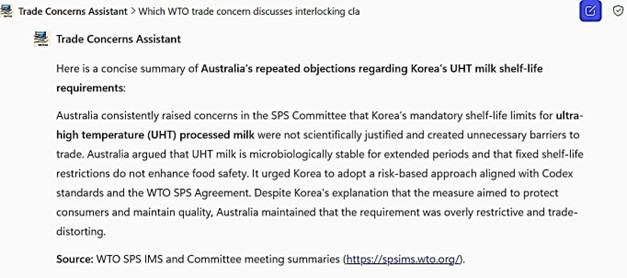 Trade Concerns Assistant > Which WTO trade concern discusses interlocking cla
Trade Concerns Assistant
Here is a concise summary of Australia's repeated objections regarding Korea's UHT milk shelf-life
requirements:
Australia consistently raised concerns in the SPS Committee that Korea's mandatory shelf-life limits for ultra-
high temperature (UHT) processed milk were not scientifically justified and created unnecessary barriers to
trade. Australia argued that UHT milk is microbiologically stable for extended periods and that fixed shelf-life
restrictions do not enhance food safety. It urged Korea to adopt a risk-based approach aligned with Codex
standards and the WTO SPS Agreement. Despite Korea's explanation that the measure aimed to protect
consumers and maintain quality, Australia maintained that the requirement was overly restrictive and trade-
distorting.
Source: WTO SPS IMS and Committee meeting summaries (https://spsims.wto.org/).